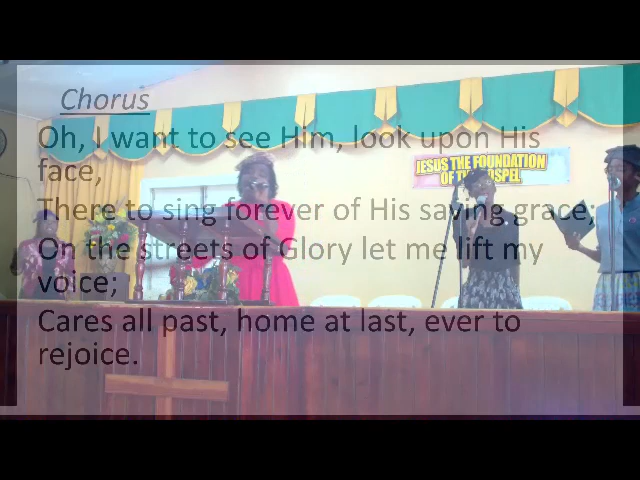 Chorus
Oh, I want to see Him, look upon His
face,
There to sing forever of His saving grace;
On the streets of Glory let me lift my
voice;
Cares all past, home at last, ever to
rejoice.
JESUS THE FOUNDATION
OF THE GOSPEL